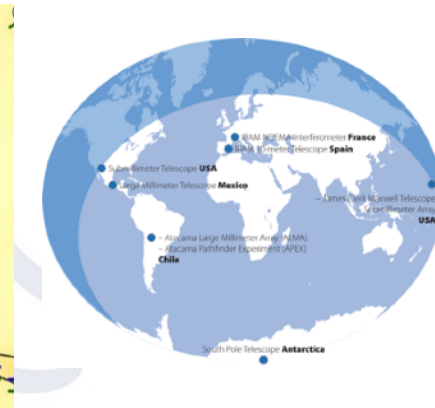 IRAM NOEMA Interferometer France
IRAM 30-meter Telescope Spain
Submillimeter Telescope USA
Large Millimeter Telescope Mexico
– James Clerk Maxwell Telescope
Submillimeter Array
USA
– Atacama Large Millimeter Array (ALMA)
– Atacama Pathfinder Experiment (APEX)
Chile
South Pole Telescope Antarctica